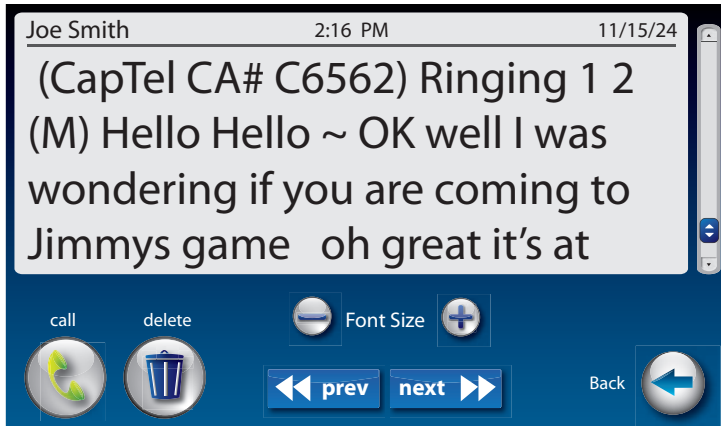 Joe Smith 2:16 PM 11/15/24
(CapTel CA# C6562) Ringing 1 2
(M) Hello Hello ~ OK well I was
wondering if you are coming to
Jimmys game oh great it's at
call delete Font Size
prev next Back